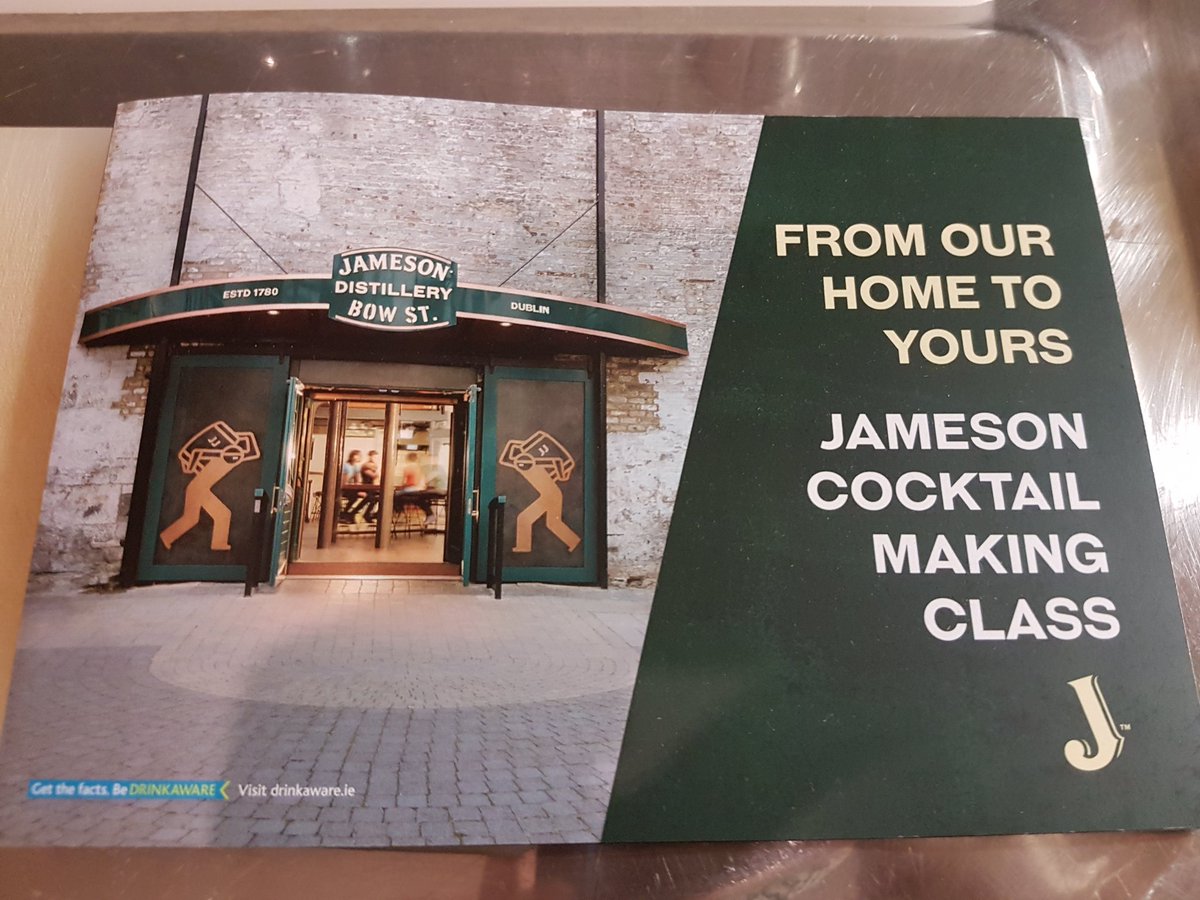 JAMESON
DISTILLERY
BOW ST.
ESTD 1780
DUBLIN
FROM OUR
HOME TO
YOURS
JAMESON
COCKTAIL
MAKING
CLASS
J™
Get the facts. Be DRINKAWARE Visit drinkaware.ie